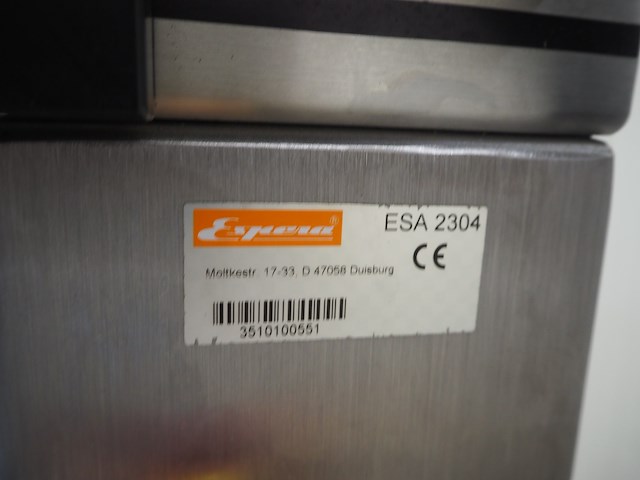 Espera®
ESA 2304
CE
Moltkestr. 17-33, D 47058 Duisburg
3510100551